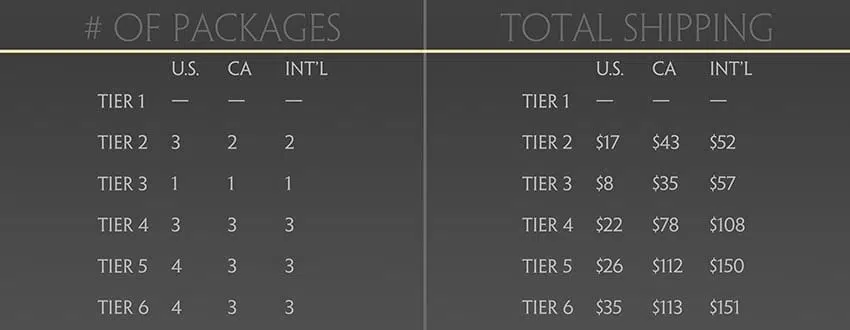 # OF PACKAGES
U.S. CA INT'L
TIER 1 — — —
TIER 2 3 2 2
TIER 3 1 1 1
TIER 4 3 3 3
TIER 5 4 3 3
TIER 6 4 3 3
TOTAL SHIPPING
U.S. CA INT'L
TIER 1 — — —
TIER 2 $17 $43 $52
TIER 3 $8 $35 $57
TIER 4 $22 $78 $108
TIER 5 $26 $112 $150
TIER 6 $35 $113 $151